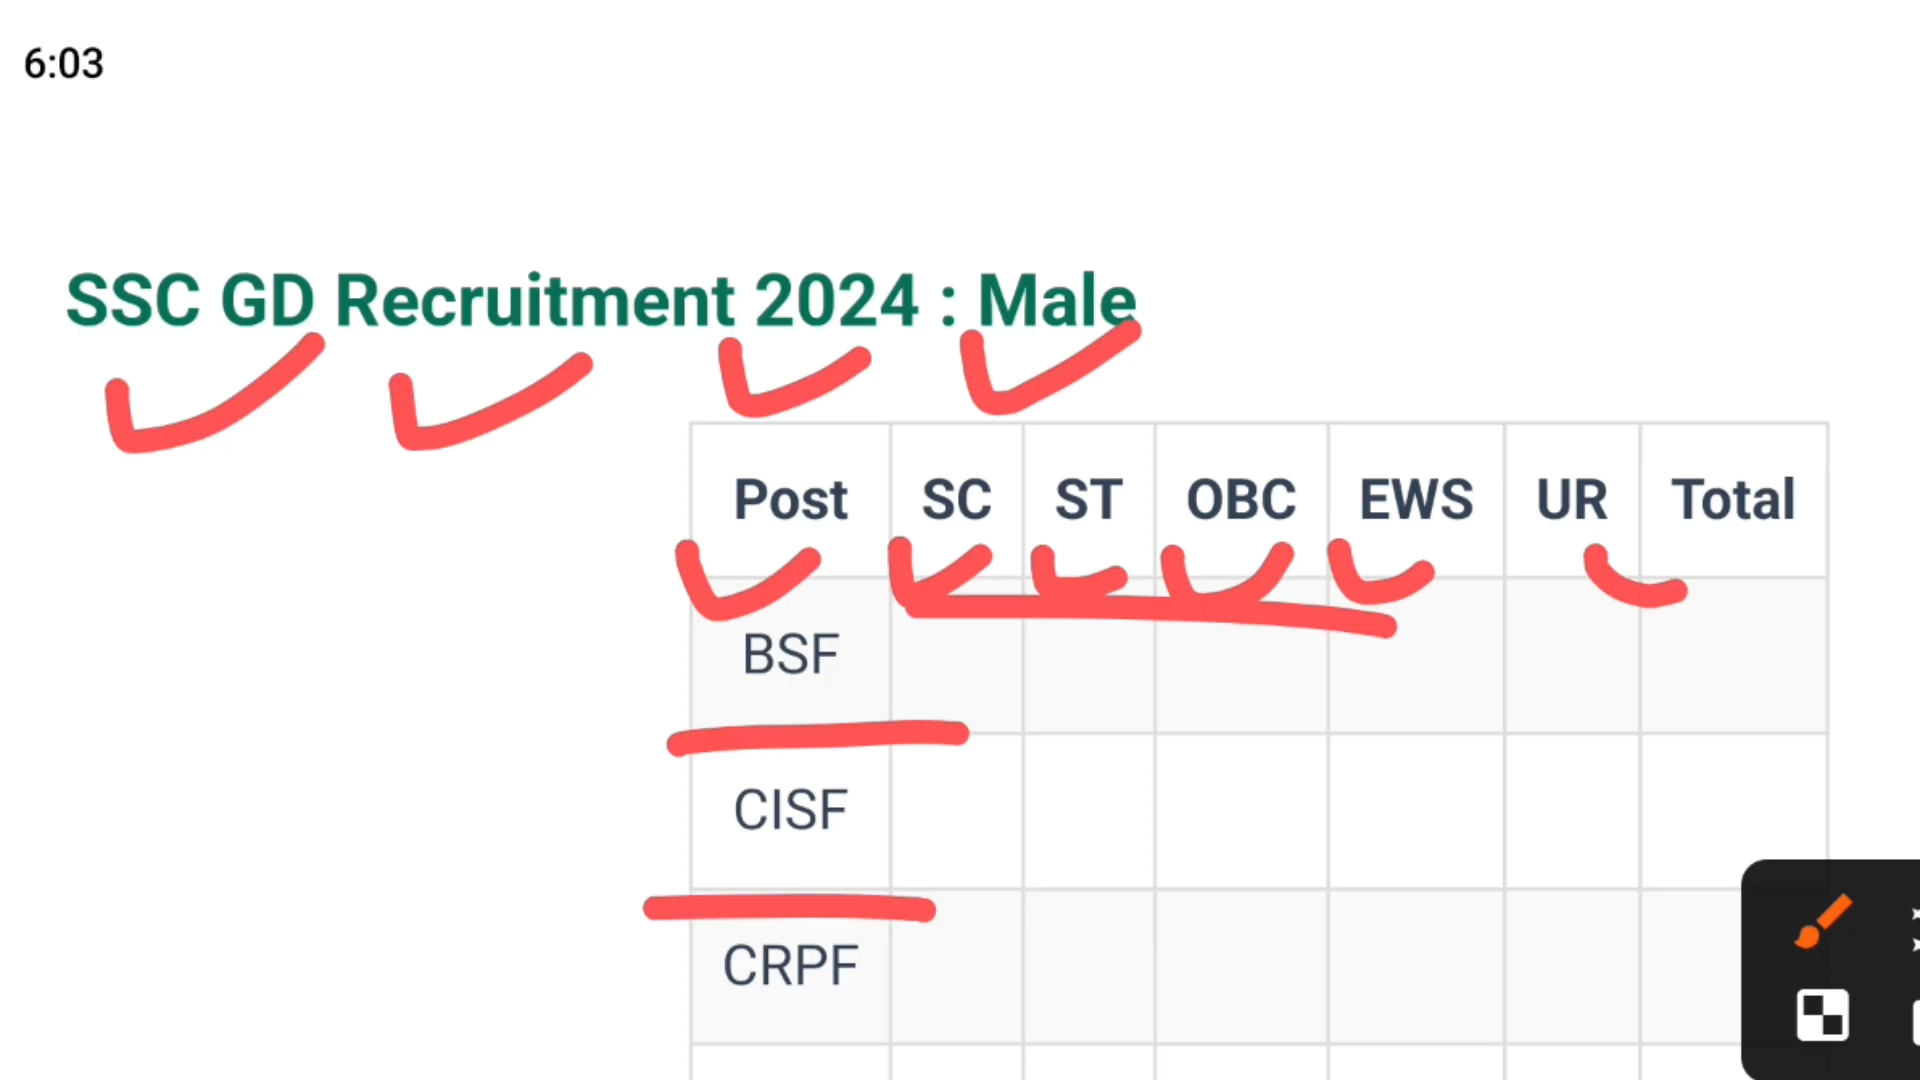 6:03
SSC GD Recruitment 2024 : Male
Post SC ST OBC EWS UR Total
BSF
CISF
CRPF